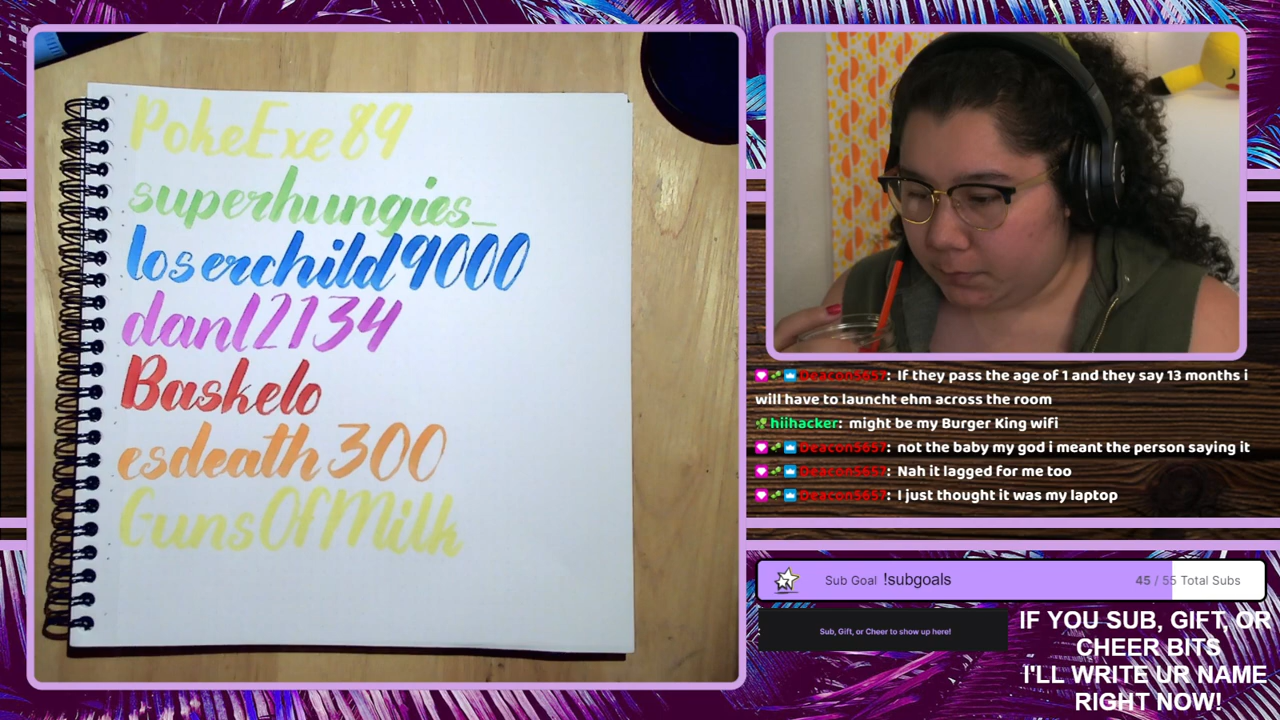 PokeExe89
superhungies_
loserchild9000
danl2134
Baskelo
esdeath300
GunsOfMilk
Deacon5657: If they pass the age of 1 and they say 13 months i
will have to launcht ehm across the room
hiihacker: might be my Burger King wifi
Deacon5657: not the baby my god i meant the person saying it
Deacon5657: Nah it lagged for me too
Deacon5657: I just thought it was my laptop
Sub Goal !subgoals 45 / 55 Total Subs
Sub, Gift, or Cheer to show up here!
IF YOU SUB, GIFT, OR
CHEER BITS
I'LL WRITE UR NAME
RIGHT NOW!